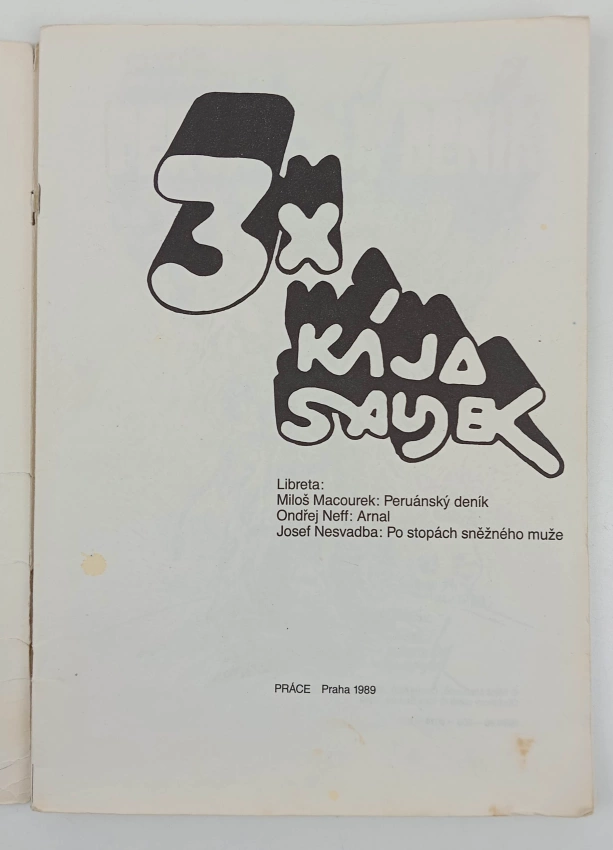 3x
KÁJA
SAUDEK
Libreta:
Miloš Macourek: Peruánský deník
Ondřej Neff: Arnal
Josef Nesvadba: Po stopách sněžného muže
PRÁCE Praha 1989